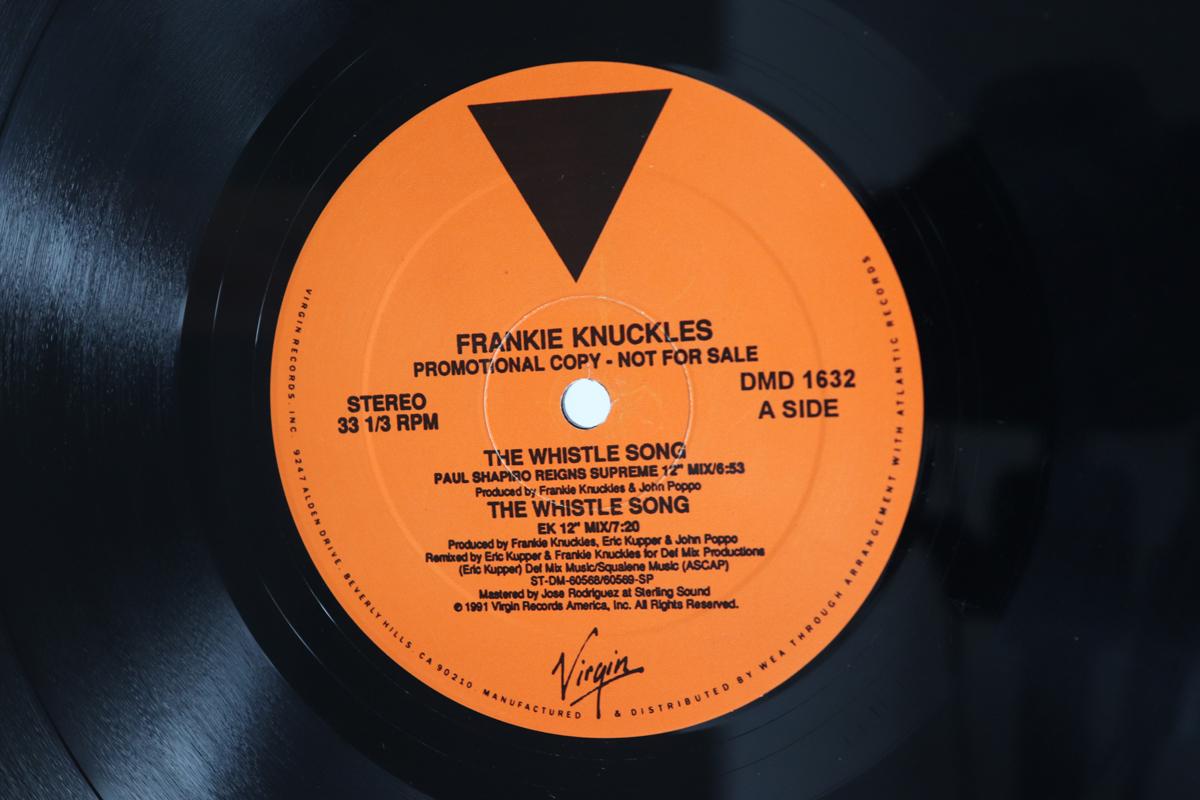 FRANKIE KNUCKLES
PROMOTIONAL COPY - NOT FOR SALE
STEREO
33 1/3 RPM
DMD 1632
A SIDE
THE WHISTLE SONG
PAUL SHAPIRO REIGNS SUPREME 12" MIX/6:53
Produced by Frankie Knuckles & John Poppo
THE WHISTLE SONG
EK 12" MIX/7:20
Produced by Frankie Knuckles, Eric Kupper & John Poppo
Remixed by Eric Kupper & Frankie Knuckles for Def Mix Productions
(Eric Kupper) Def Mix Music/Squalene Music (ASCAP)
ST-DM-60568/60569-SP
Mastered by Jose Rodriguez at Sterling Sound
© 1991 Virgin Records America, Inc. All Rights Reserved.
Virgin
VIRGIN RECORDS, INC. 9247 ALDEN DRIVE, BEVERLY HILLS, CA 90210 MANUFACTURED & DISTRIBUTED BY WEA THROUGH ARRANGEMENT WITH ATLANTIC RECORDS